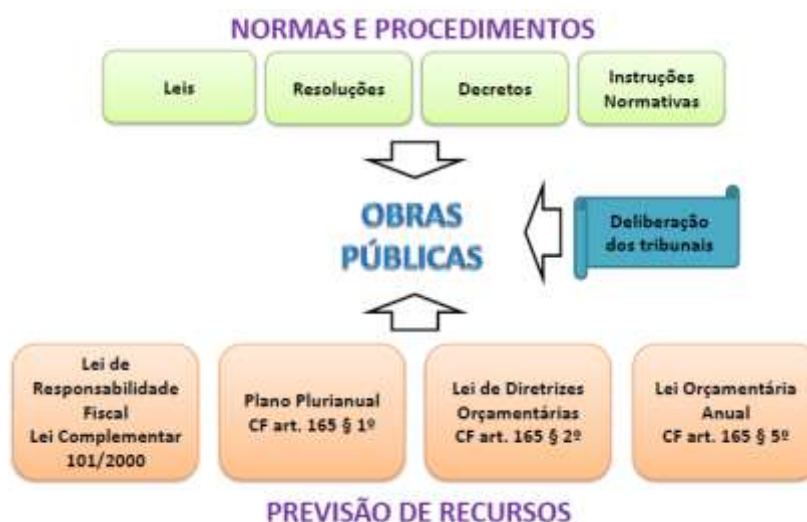 NORMAS E PROCEDIMENTOS
Leis
Resoluções
Decretos
Instruções
Normativas
OBRAS
PÚBLICAS
Deliberação
dos tribunais
Lei de
Responsabilidade
Fiscal
Lei Complementar
101/2000
Plano Plurianual
CF art. 165 § 1º
Lei de Diretrizes
Orçamentárias
CF art. 165 § 2º
Lei Orçamentária
Anual
CF art. 165 § 5º
PREVISÃO DE RECURSOS